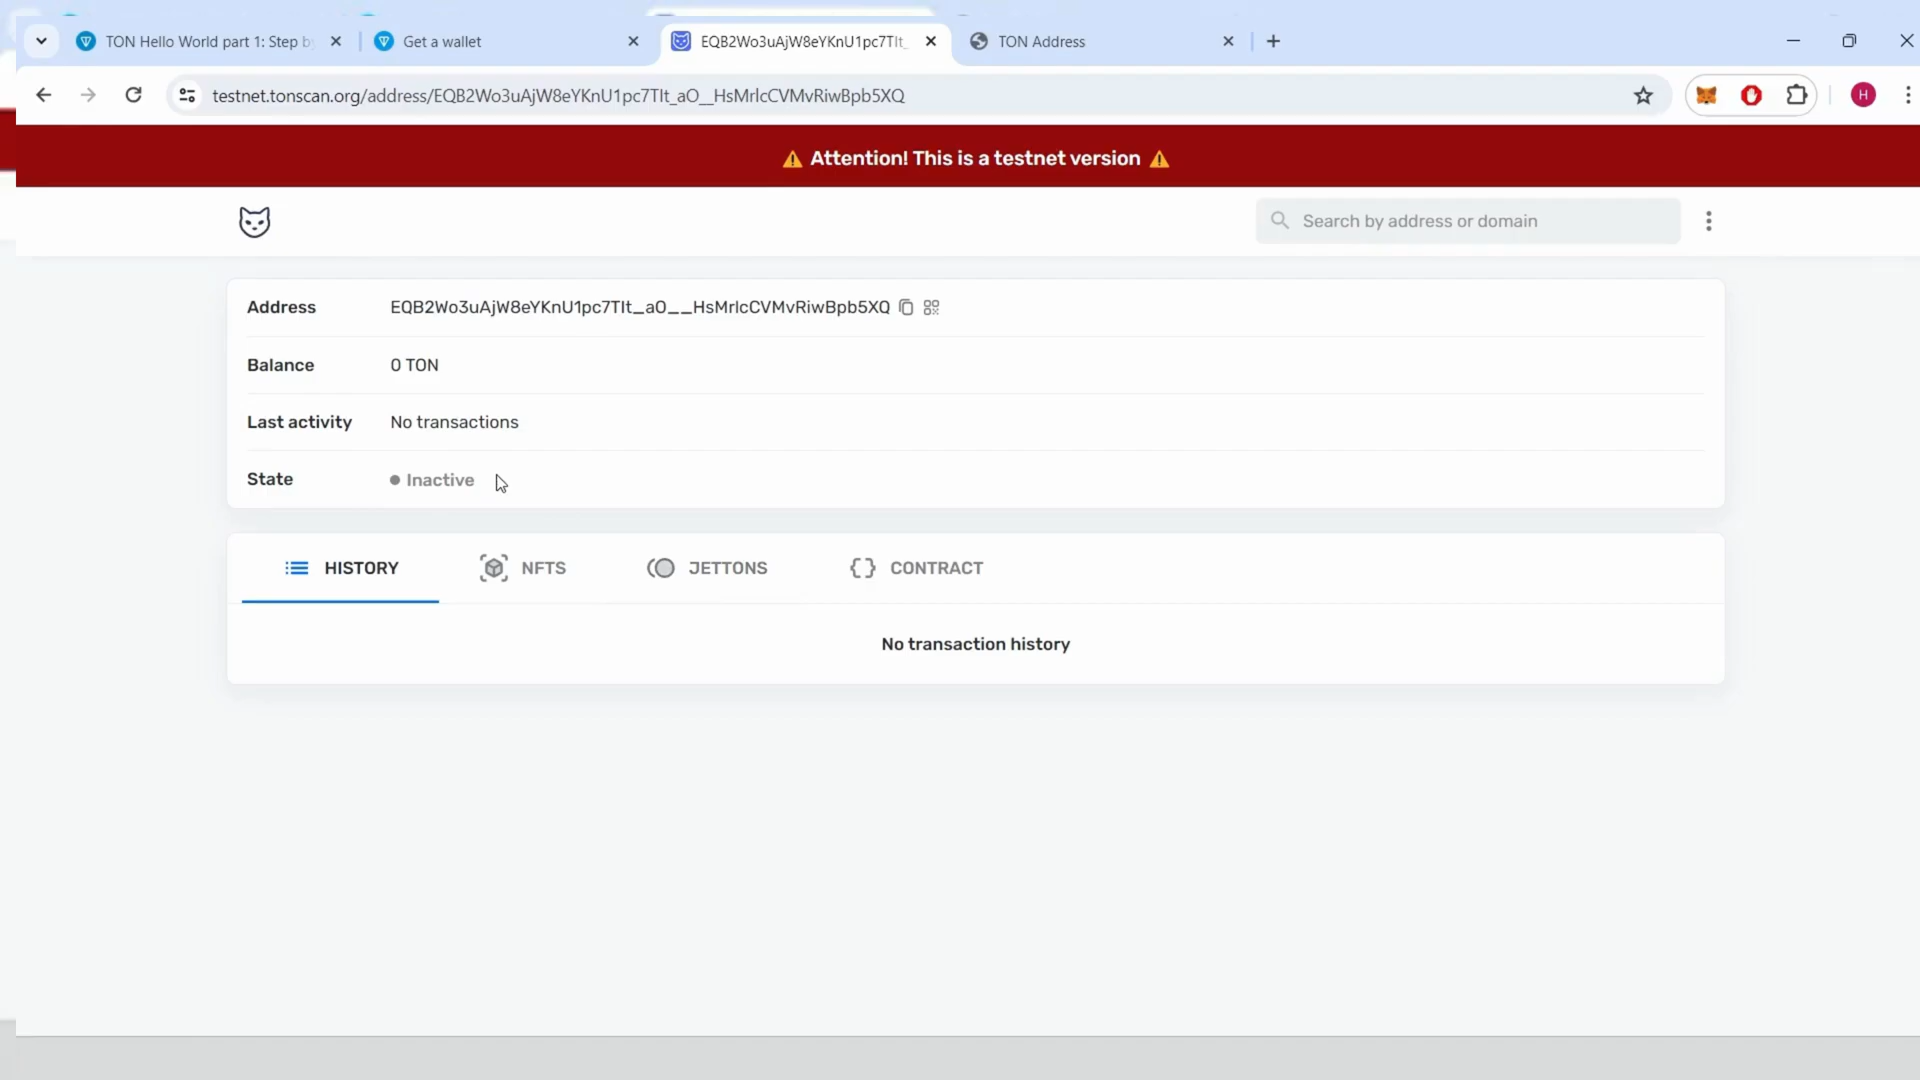 TON Hello World part 1: Step b
Get a wallet
EQB2Wo3uAjW8eYKnU1pc7TIt_
TON Address
testnet.tonscan.org/address/EQB2Wo3uAjW8eYKnU1pc7TIt_aO__HsMrlcCVMvRiwBpb5XQ
H
⚠ Attention! This is a testnet version ⚠
Search by address or domain
Address EQB2Wo3uAjW8eYKnU1pc7TIt_aO__HsMrlcCVMvRiwBpb5XQ
Balance 0 TON
Last activity No transactions
State Inactive
HISTORY NFTS JETTONS CONTRACT
No transaction history